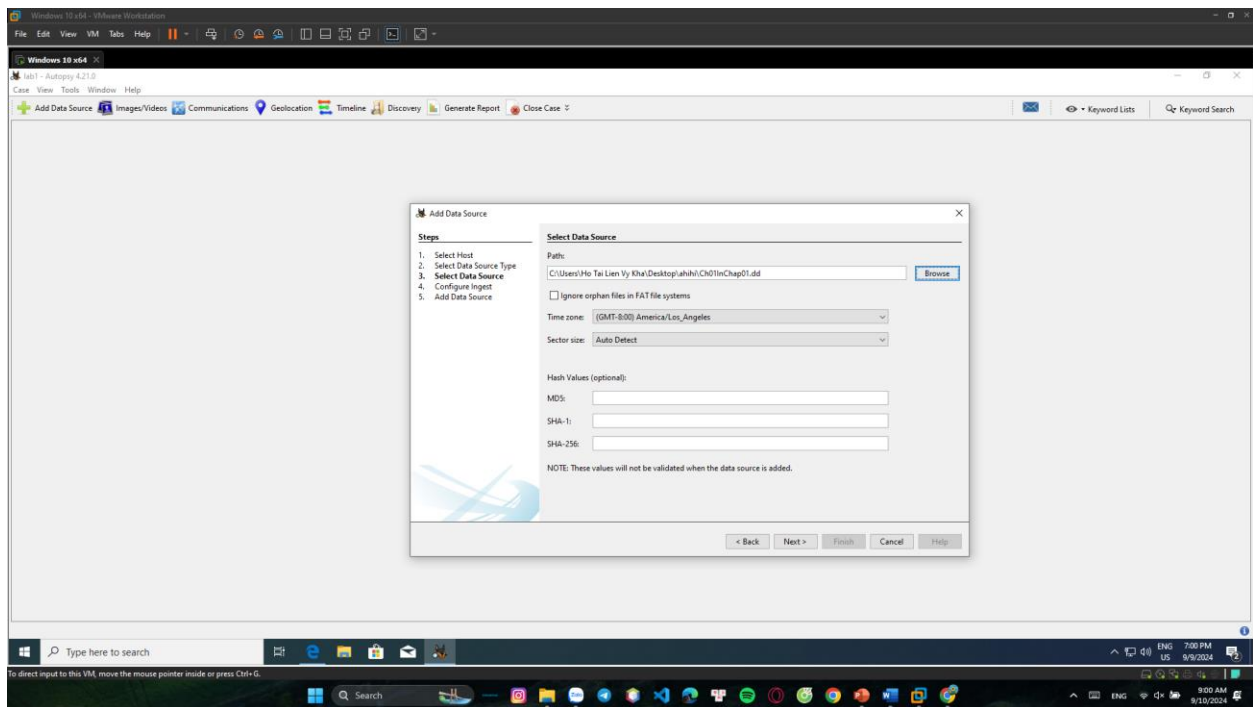 Windows 10 x64 - VMware Workstation
File Edit View VM Tabs Help
Windows 10 x64
lab1 - Autopsy 4.21.0
Case View Tools Window Help
Add Data Source Images/Videos Communications Geolocation Timeline Discovery Generate Report Close Case Keyword Lists Keyword Search
Add Data Source
Steps
1. Select Host
2. Select Data Source Type
3. Select Data Source
4. Configure Ingest
5. Add Data Source
Select Data Source
Path:
C:\Users\Ho Tai Lien Vy Kha\Desktop\ahihi\Ch01InChap01.dd Browse
Ignore orphan files in FAT file systems
Time zone: (GMT-8:00) America/Los_Angeles
Sector size: Auto Detect
Hash Values (optional):
MD5:
SHA-1:
SHA-256:
NOTE: These values will not be validated when the data source is added.
< Back Next > Finish Cancel Help
Type here to search
ENG 7:00 PM
US 9/9/2024
2
To direct input to this VM, move the mouse pointer inside or press Ctrl+G.
Search
Zalo
ENG 9:00 AM
9/10/2024